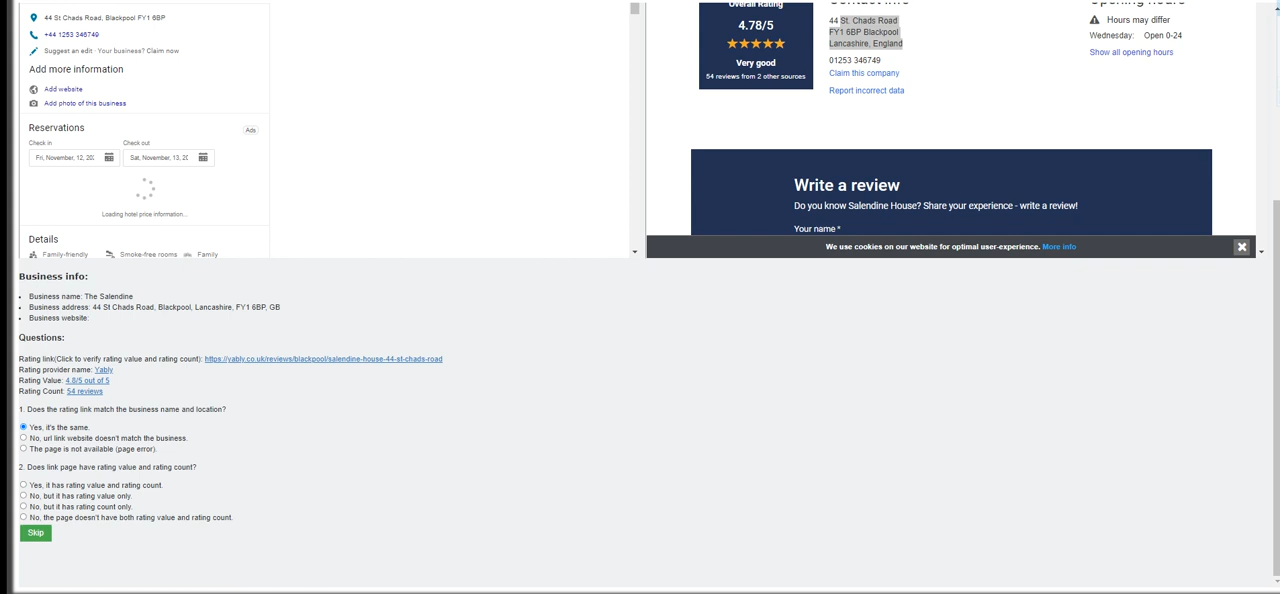 44 St Chads Road, Blackpool FY1 6BP
+44 1253 346749
Suggest an edit · Your business? Claim now
Add more information
Add website
Add photo of this business
Reservations
Ads
Check in
Check out
Fri, November, 12, 202
Sat, November, 13, 20
Loading hotel price information...
Details
Family-friendly
Smoke-free rooms
Family
Overall Rating
4.78/5
Very good
54 reviews from 2 other sources
Contact info
44 St. Chads Road
FY1 6BP Blackpool
Lancashire, England
01253 346749
Claim this company
Report incorrect data
Opening hours
Hours may differ
Wednesday: Open 0-24
Show all opening hours
Write a review
Do you know Salendine House? Share your experience - write a review!
Your name *
We use cookies on our website for optimal user-experience. More info
Business info:
Business name: The Salendine
Business address: 44 St Chads Road, Blackpool, Lancashire, FY1 6BP, GB
Business website:
Questions:
Rating link(Click to verify rating value and rating count): https://yably.co.uk/reviews/blackpool/salendine-house-44-st-chads-road
Rating provider name: Yably
Rating Value: 4.8/5 out of 5
Rating Count: 54 reviews
1. Does the rating link match the business name and location?
Yes, it's the same.
No, url link website doesn't match the business.
The page is not available (page error).
2. Does link page have rating value and rating count?
Yes, it has rating value and rating count.
No, but it has rating value only.
No, but it has rating count only.
No, the page doesn't have both rating value and rating count.
Skip